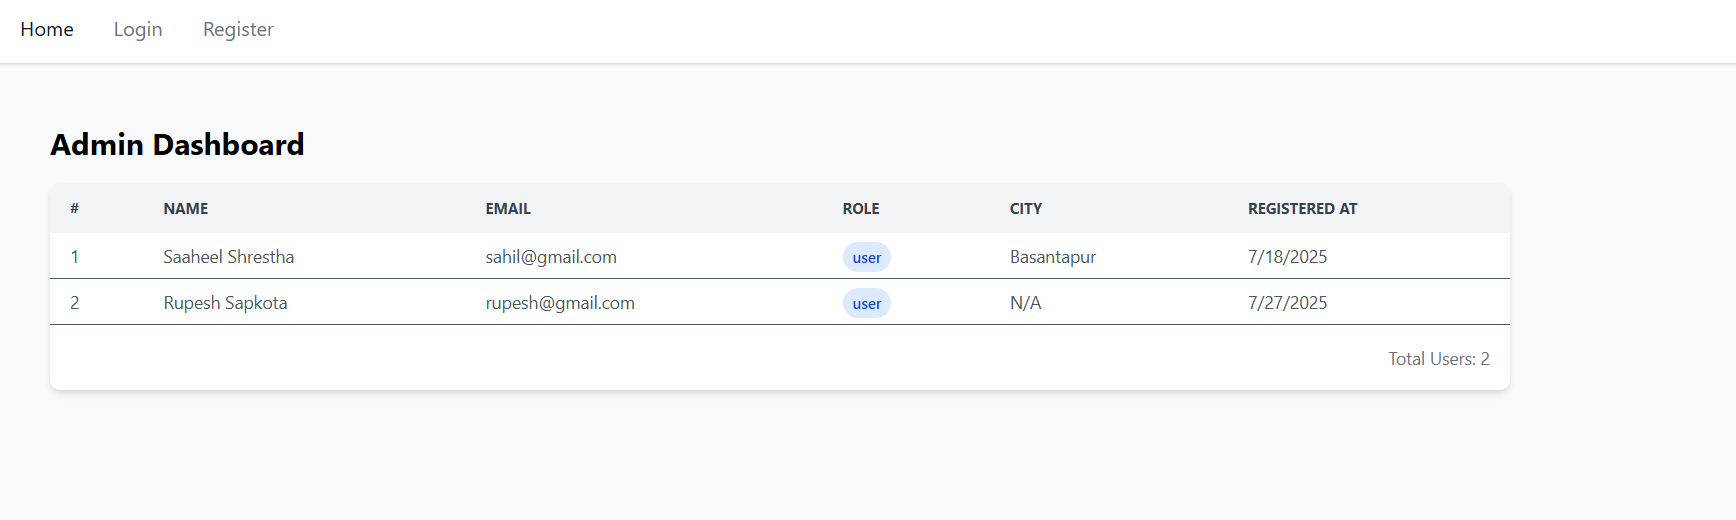 Home Login Register
Admin Dashboard
# NAME EMAIL ROLE CITY REGISTERED AT
1 Saaheel Shrestha sahil@gmail.com user Basantapur 7/18/2025
2 Rupesh Sapkota rupesh@gmail.com user N/A 7/27/2025
Total Users: 2